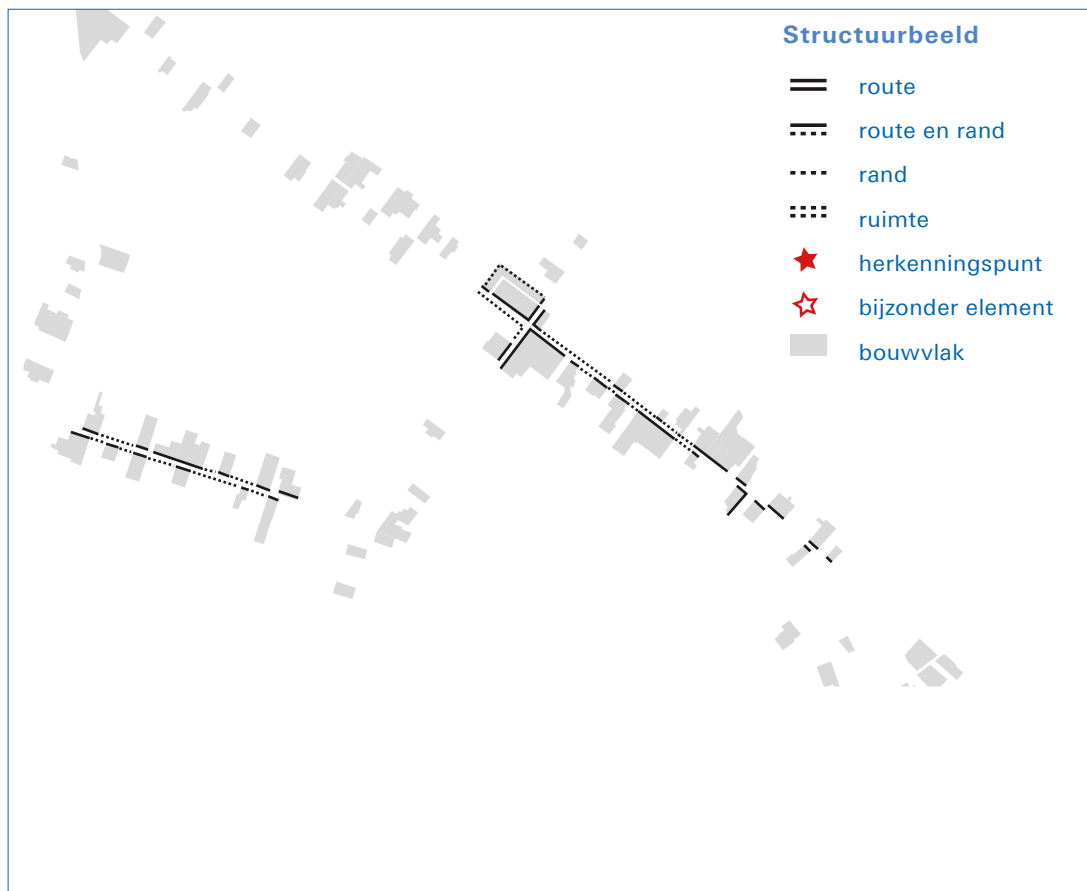 Structuurbeeld
route
route en rand
rand
ruimte
herkenningspunt
bijzonder element
bouwvlak